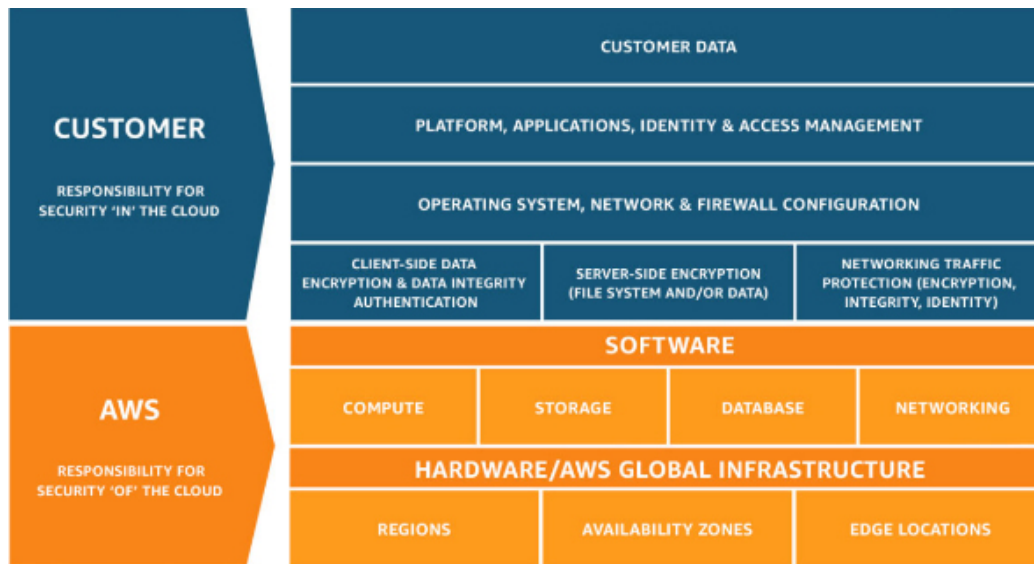 CUSTOMER
RESPONSIBILITY FOR
SECURITY ‘IN’ THE CLOUD
CUSTOMER DATA
PLATFORM, APPLICATIONS, IDENTITY & ACCESS MANAGEMENT
OPERATING SYSTEM, NETWORK & FIREWALL CONFIGURATION
CLIENT-SIDE DATA
ENCRYPTION & DATA INTEGRITY
AUTHENTICATION
SERVER-SIDE ENCRYPTION
(FILE SYSTEM AND/OR DATA)
NETWORKING TRAFFIC
PROTECTION (ENCRYPTION,
INTEGRITY, IDENTITY)
AWS
RESPONSIBILITY FOR
SECURITY ‘OF’ THE CLOUD
SOFTWARE
COMPUTE
STORAGE
DATABASE
NETWORKING
HARDWARE/AWS GLOBAL INFRASTRUCTURE
REGIONS
AVAILABILITY ZONES
EDGE LOCATIONS